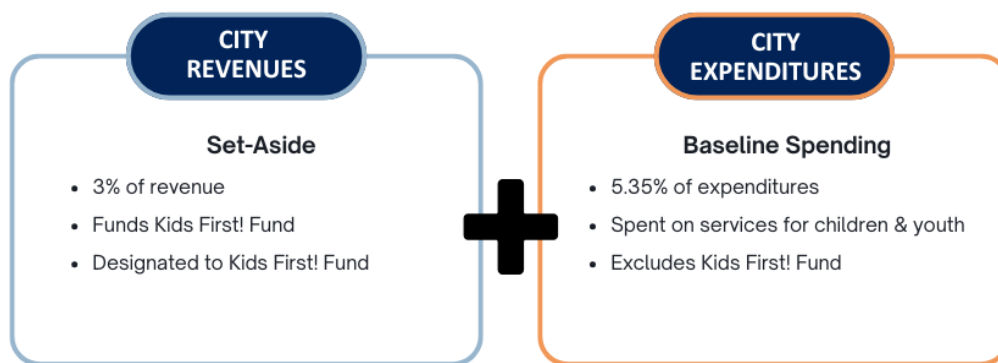 CITY
REVENUES
Set-Aside
• 3% of revenue
• Funds Kids First! Fund
• Designated to Kids First! Fund
CITY
EXPENDITURES
Baseline Spending
• 5.35% of expenditures
• Spent on services for children & youth
• Excludes Kids First! Fund